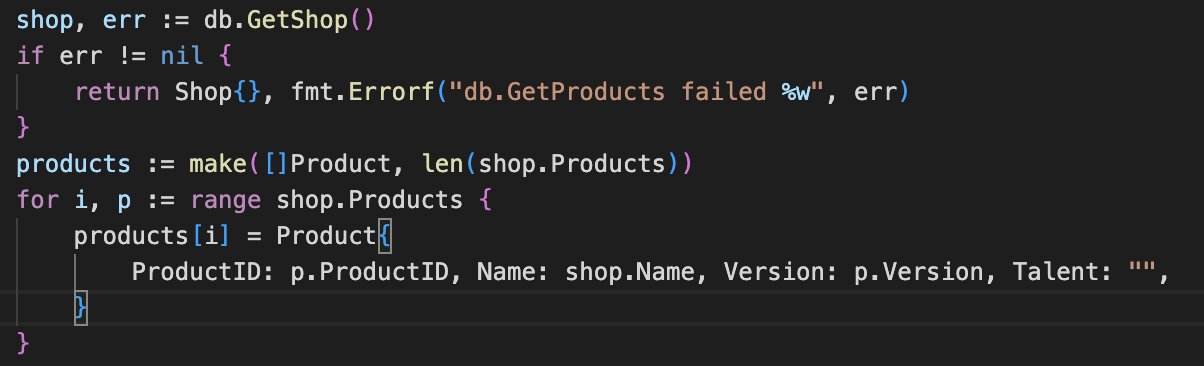 shop, err := db.GetShop()
if err != nil {
return Shop{}, fmt.Errorf("db.GetProducts failed %w", err)
}
products := make([]Product, len(shop.Products))
for i, p := range shop.Products {
products[i] = Product{
ProductID: p.ProductID, Name: shop.Name, Version: p.Version, Talent: "",
}
}